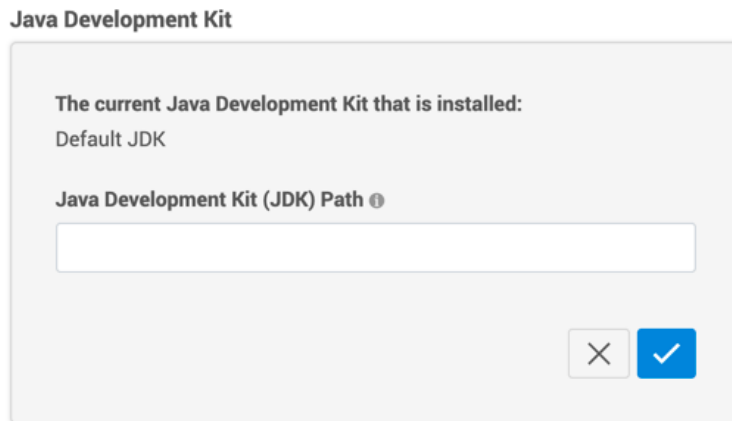 Java Development Kit
The current Java Development Kit that is installed:
Default JDK
Java Development Kit (JDK) Path